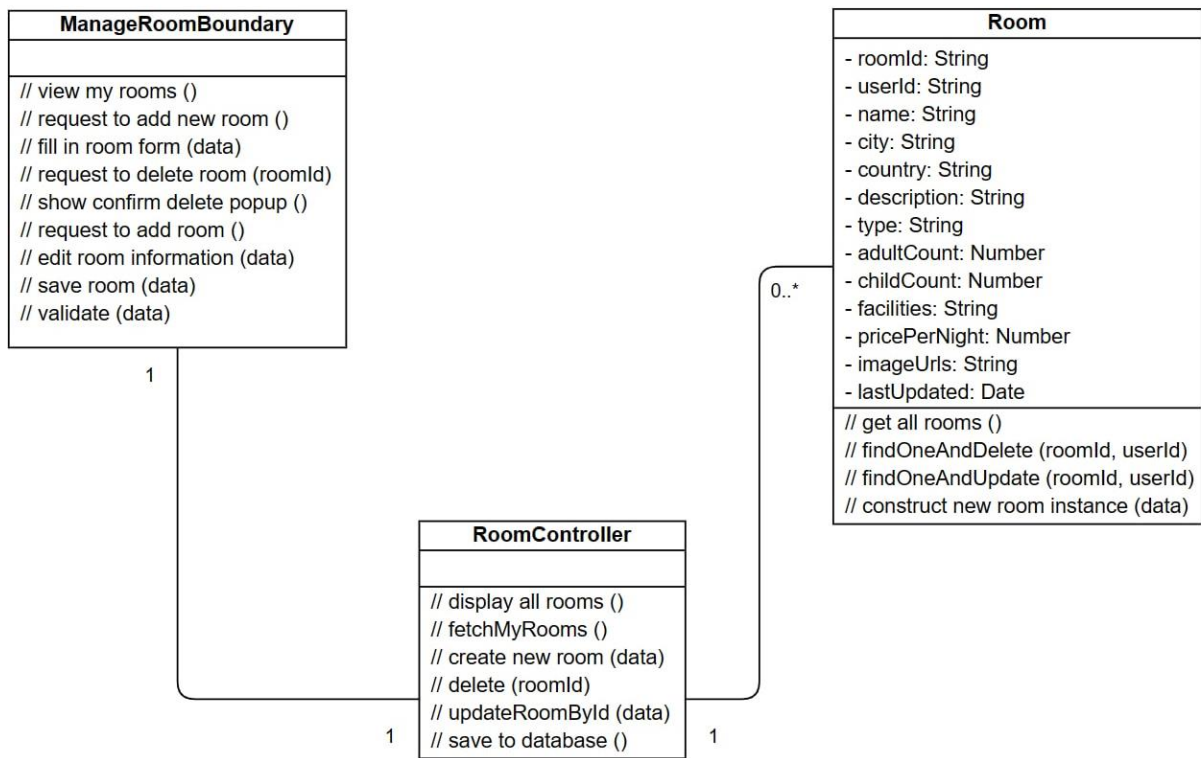 ManageRoomBoundary
// view my rooms ()
// request to add new room ()
// fill in room form (data)
// request to delete room (roomId)
// show confirm delete popup ()
// request to add room ()
// edit room information (data)
// save room (data)
// validate (data)
1
Room
- roomId: String
- userId: String
- name: String
- city: String
- country: String
- description: String
- type: String
- adultCount: Number
- childCount: Number
- facilities: String
- pricePerNight: Number
- imageUrls: String
- lastUpdated: Date
// get all rooms ()
// findOneAndDelete (roomId, userId)
// findOneAndUpdate (roomId, userId)
// construct new room instance (data)
0..*
RoomController
// display all rooms ()
// fetchMyRooms ()
// create new room (data)
// delete (roomId)
// updateRoomById (data)
// save to database ()
1
1